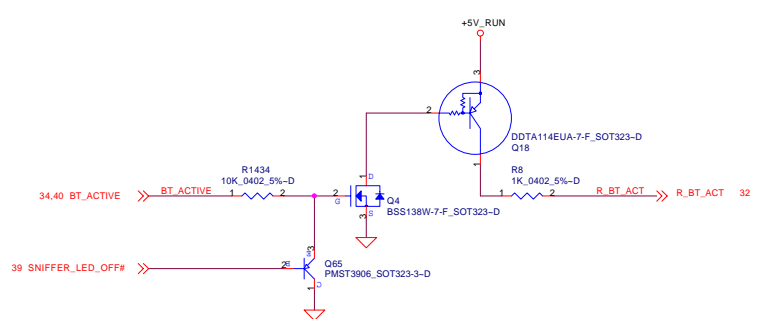 +5V_RUN
3
2
DDTA114EUA-7-F_SOT323~D
Q18
1
R1434
10K_0402_5%~D
R8
1K_0402_5%~D
34,40 BT_ACTIVE
BT_ACTIVE
1
2
2
G
1
D
3
S
Q4
BSS138W-7-F_SOT323~D
1
2
R_BT_ACT
R_BT_ACT
32
39 SNIFFER_LED_OFF#
2
B
3
E
1
C
Q65
PMST3906_SOT323-3~D